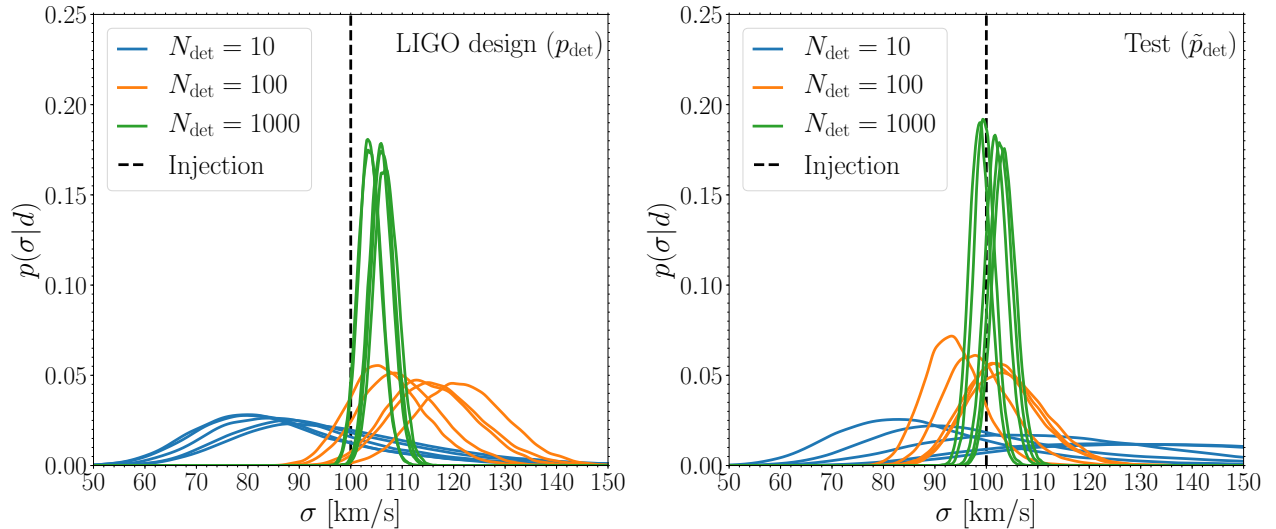 0.25
0.20
0.15
0.10
0.05
0.00
p(σ|d)
N_det = 10
N_det = 100
N_det = 1000
Injection
LIGO design (p_det)
50 60 70 80 90 100 110 120 130 140 150
σ [km/s]
0.25
0.20
0.15
0.10
0.05
0.00
p(σ|d)
N_det = 10
N_det = 100
N_det = 1000
Injection
Test (p̃_det)
50 60 70 80 90 100 110 120 130 140 150
σ [km/s]